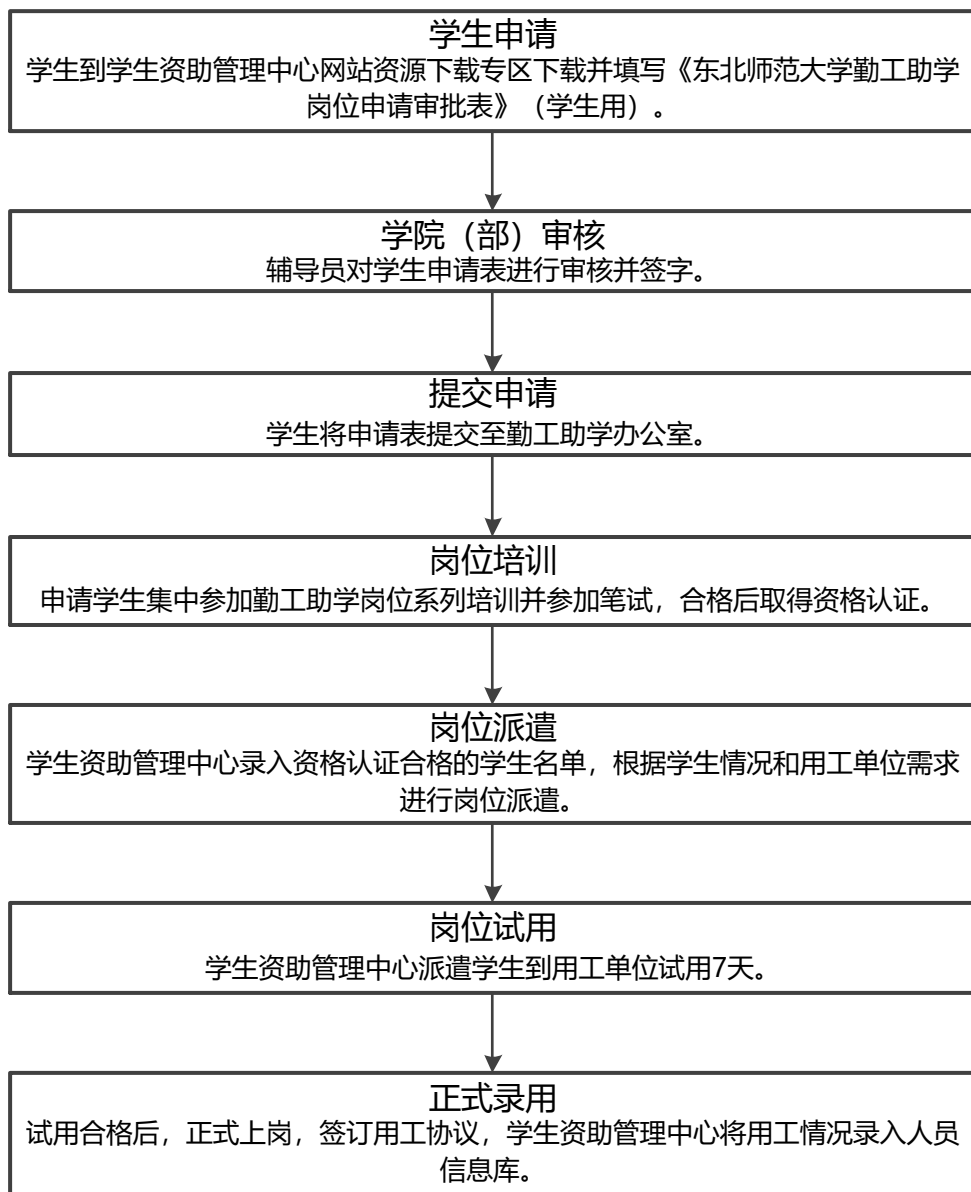 学生申请
学生到学生资助管理中心网站资源下载专区下载并填写《东北师范大学勤工助学
岗位申请审批表》（学生用）。
学院（部）审核
辅导员对学生申请表进行审核并签字。
提交申请
学生将申请表提交至勤工助学办公室。
岗位培训
申请学生集中参加勤工助学岗位系列培训并参加笔试，合格后取得资格认证。
岗位派遣
学生资助管理中心录入资格认证合格的学生名单，根据学生情况和用工单位需求
进行岗位派遣。
岗位试用
学生资助管理中心派遣学生到用工单位试用7天。
正式录用
试用合格后，正式上岗，签订用工协议，学生资助管理中心将用工情况录入人员
信息库。